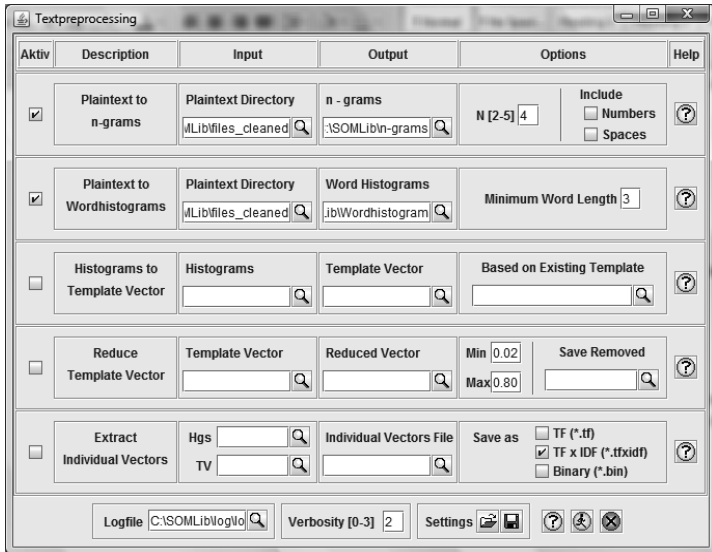 Textpreprocessing
Aktiv Description Input Output Options Help
Plaintext to
n-grams
Plaintext Directory
MLib\files_cleaned
n - grams
:\SOMLib\n-grams
N [2-5] 4
Include
Numbers
Spaces
Plaintext to
Wordhistograms
Plaintext Directory
MLib\files_cleaned
Word Histograms
.ib\Wordhistogram
Minimum Word Length 3
Histograms to
Template Vector
Histograms
Template Vector
Based on Existing Template
Reduce
Template Vector
Template Vector
Reduced Vector
Min 0.02
Max 0.80
Save Removed
Extract
Individual Vectors
Hgs
TV
Individual Vectors File
Save as
TF (*.tf)
TF x IDF (*.tfxidf)
Binary (*.bin)
Logfile C:\SOMLib\log\lo
Verbosity [0-3] 2
Settings